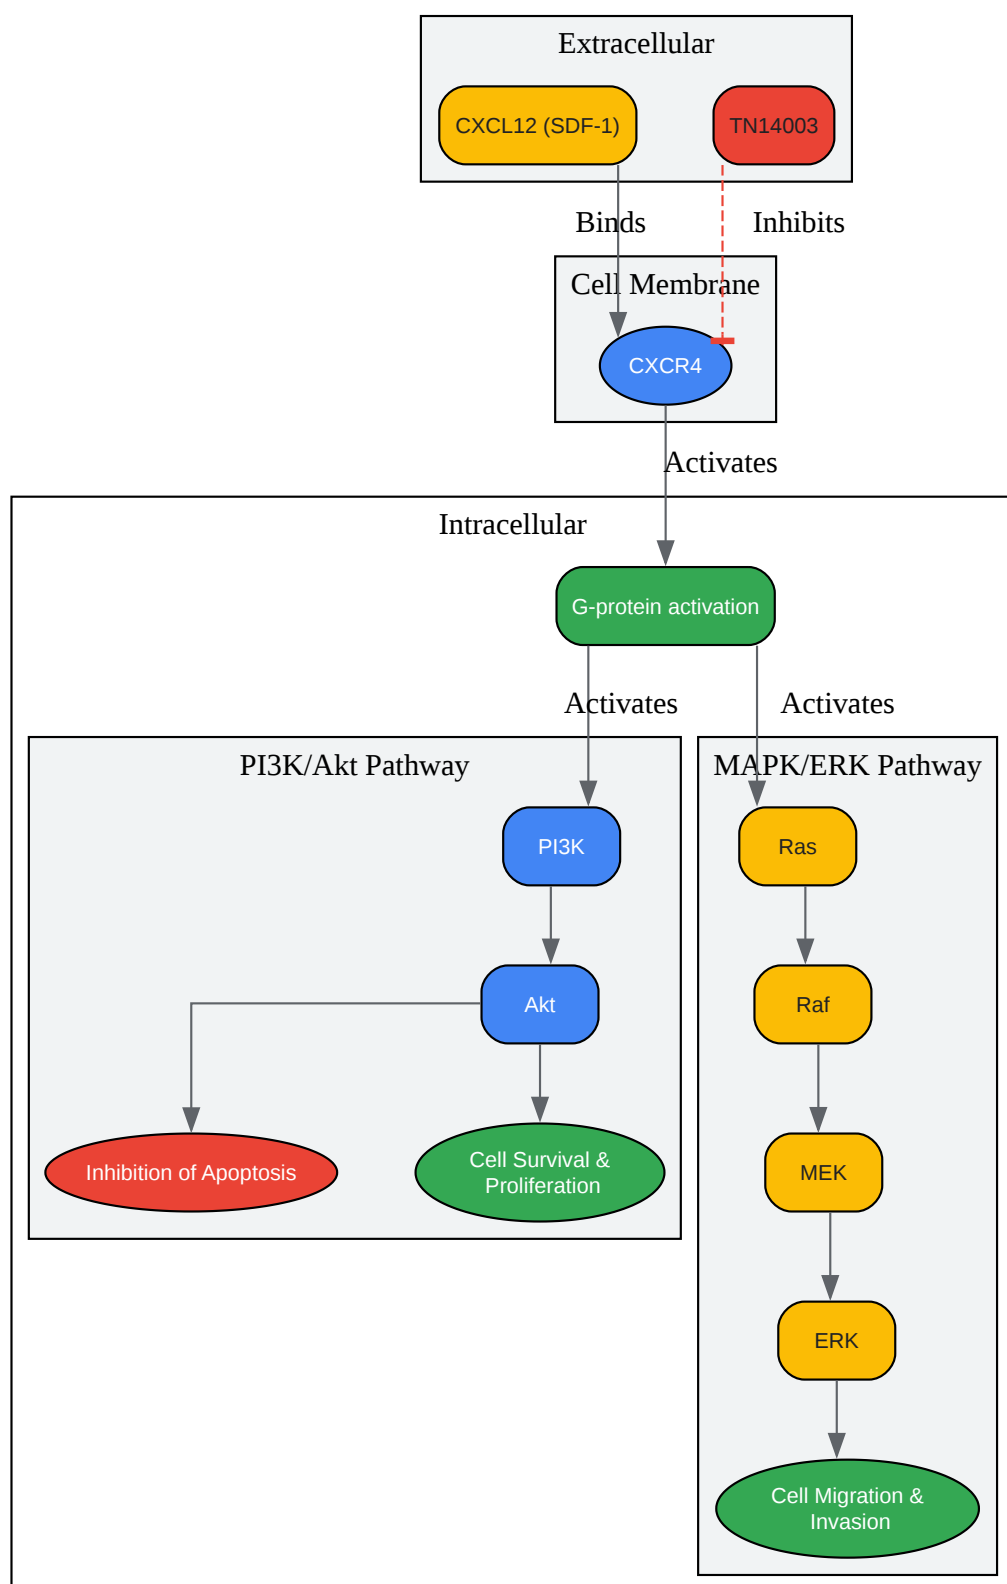 Extracellular
CXCL12 (SDF-1)
TN14003
Binds
Inhibits
Cell Membrane
CXCR4
Activates
Intracellular
G-protein activation
Activates
Activates
PI3K/Akt Pathway
MAPK/ERK Pathway
PI3K
Ras
Akt
Raf
Inhibition of Apoptosis
Cell Survival &
Proliferation
MEK
ERK
Cell Migration &
Invasion